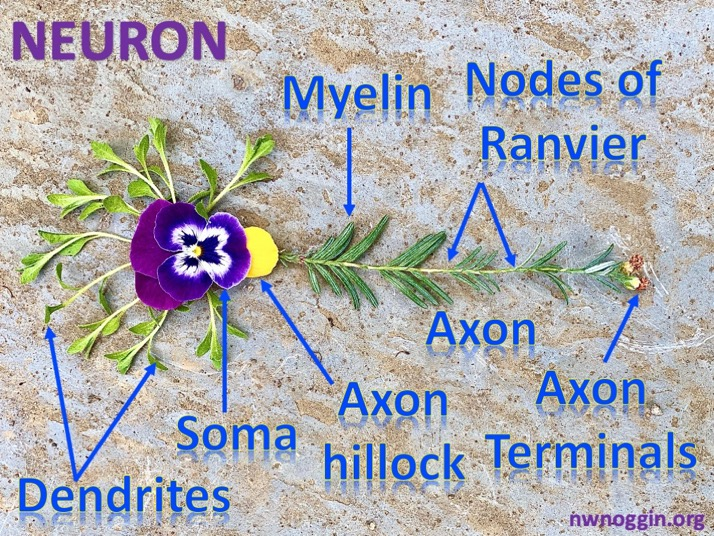 NEURON
Myelin
Nodes of
Ranvier
Axon
Axon
hillock
Axon
Terminals
Soma
Dendrites
nwnoggin.org